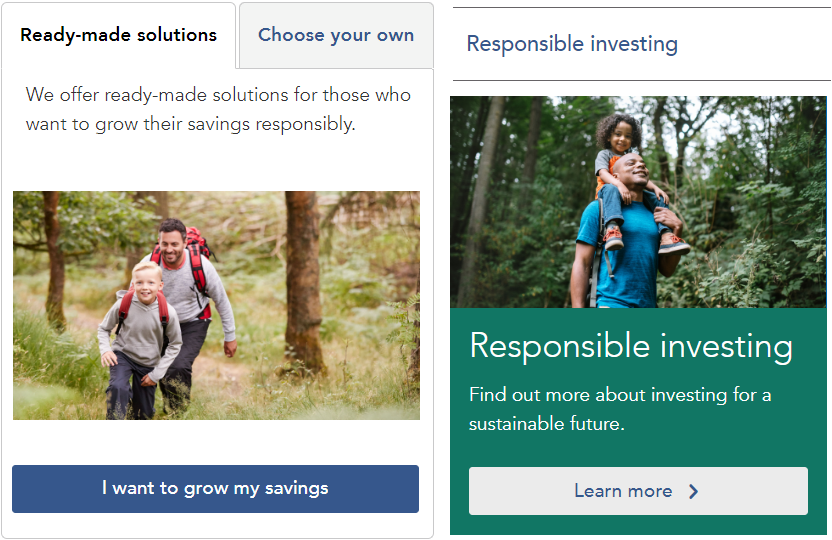 Ready-made solutions
Choose your own
We offer ready-made solutions for those who
want to grow their savings responsibly.
I want to grow my savings
Responsible investing
Responsible investing
Find out more about investing for a
sustainable future.
Learn more